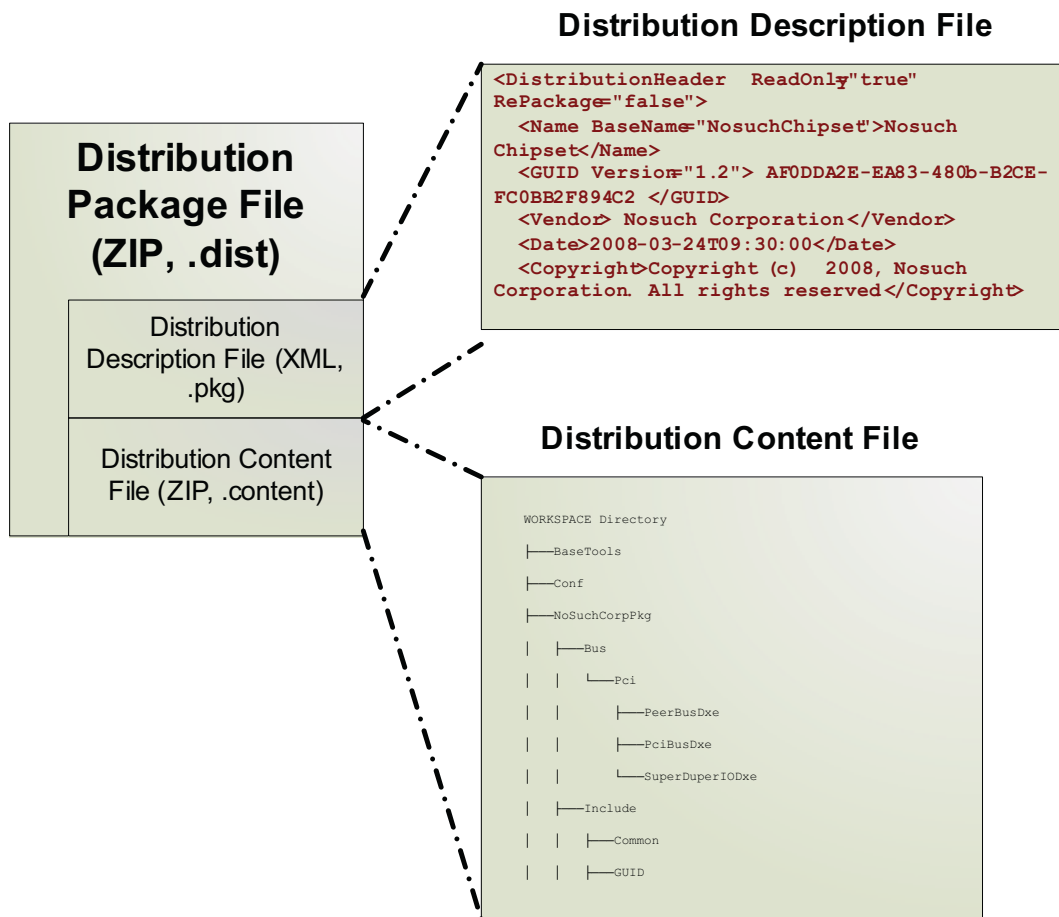 Distribution Description File
Distribution
Package File
(ZIP, .dist)
Distribution
Description File (XML,
.pkg)
Distribution Content
File (ZIP, .content)
<DistributionHeader ReadOnly="true"
RePackage="false">
<Name BaseName="NosuchChipset">Nosuch
Chipset</Name>
<GUID Version="1.2"> AF0DDA2E-EA83-480b-B2CE-
FC0BB2F894C2 </GUID>
<Vendor> Nosuch Corporation </Vendor>
<Date>2008-03-24T09:30:00</Date>
<Copyright>Copyright (c) 2008, Nosuch
Corporation. All rights reserved</Copyright>
Distribution Content File
WORKSPACE Directory
├───BaseTools
├───Conf
├───NoSuchCorpPkg
│ ├───Bus
│ │ └───Pci
│ │ ├───PeerBusDxe
│ │ ├───PciBusDxe
│ │ └───SuperDuperIODxe
│ ├───Include
│ │ ├───Common
│ │ ├───GUID